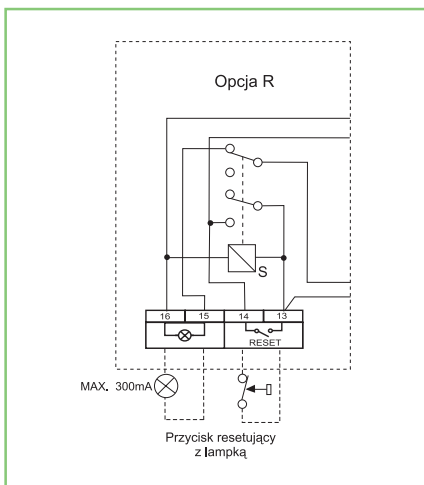 Opcja R
S
16 15 14 13
RESET
MAX. 300mA
Przycisk resetujący
z lampką